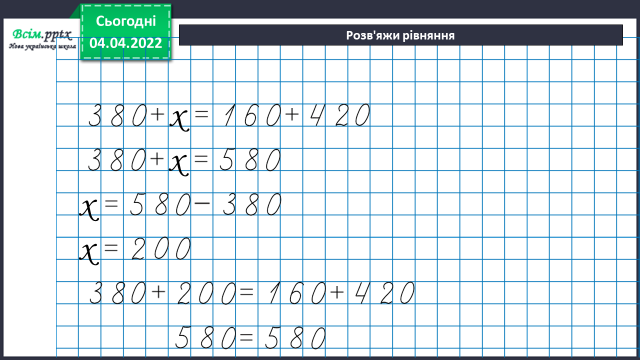 Всім.pptx
Нова українська школа
Сьогодні
04.04.2022
Розв'яжи рівняння
380+x=160+420
380+x=580
x=580−380
x=200
380+200=160+420
580=580